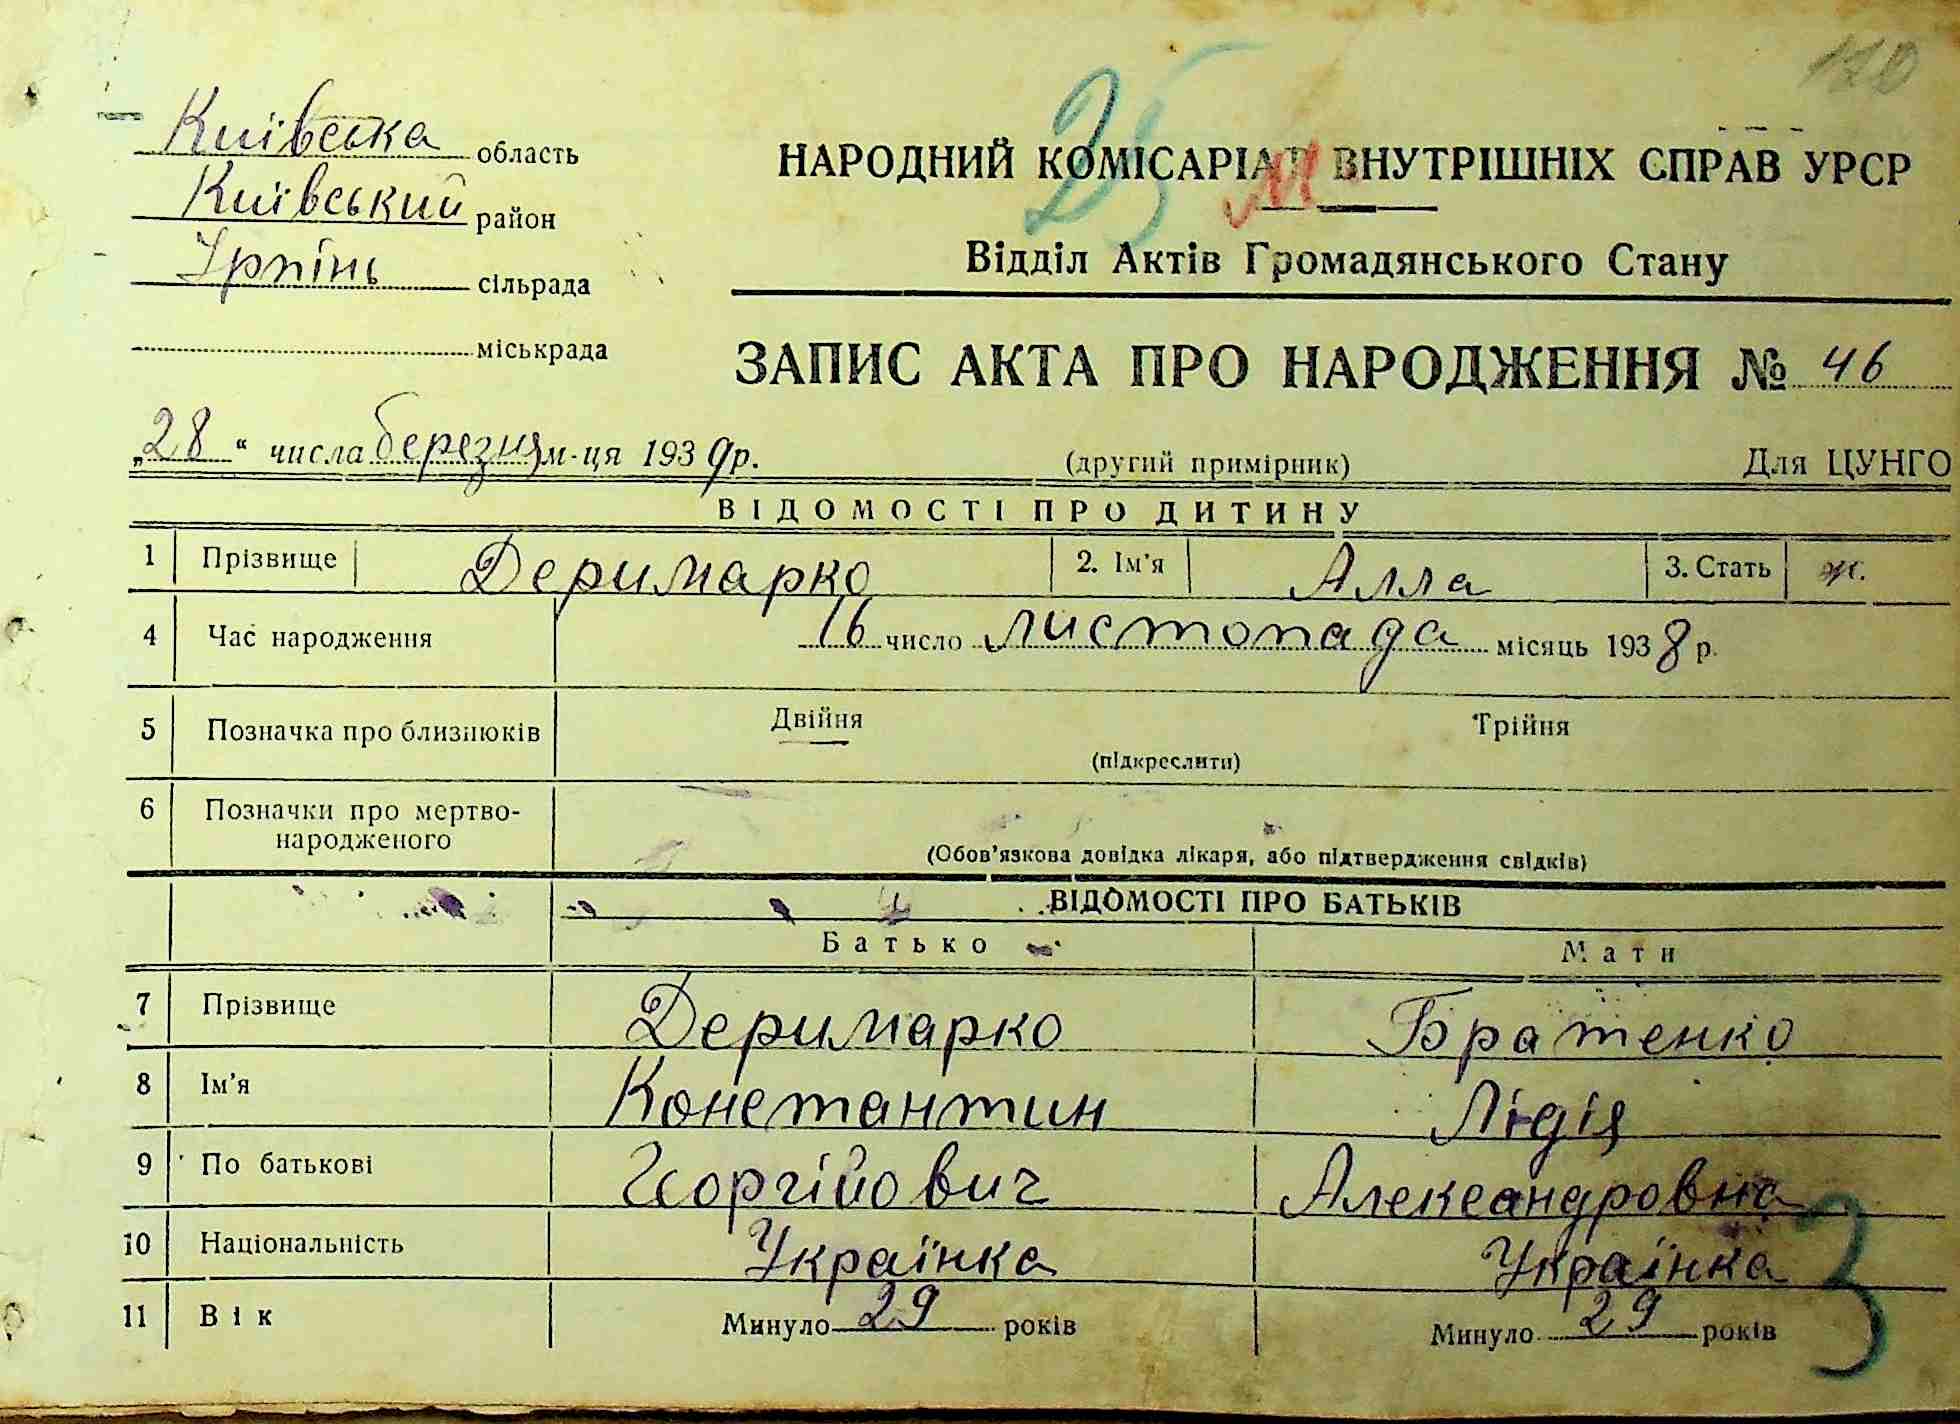 120
25
М
Київська область
Київський район
Ірпінь сільрада
міськрада
НАРОДНИЙ КОМІСАРІАТ ВНУТРІШНІХ СПРАВ УРСР
Відділ Актів Громадянського Стану
ЗАПИС АКТА ПРО НАРОДЖЕННЯ № 46
„28“ числа березня м-ця 1939 р. (другий примірник) Для ЦУНГО
ВІДОМОСТІ ПРО ДИТИНУ
1 Прізвище Деримарко 2. Ім'я Алла 3. Стать ж.
4 Час народження 16 число листопада місяць 1938 р.
5 Позначка про близнюків Двійня Трійня
(підкреслити)
6 Позначки про мертво-
народженого
(Обов'язкова довідка лікаря, або підтвердження свідків)
ВІДОМОСТІ ПРО БАТЬКІВ
Батько Мати
7 Прізвище Деримарко Братенко
8 Ім'я Константин Лідія
9 По батькові Георгійович Александровна
10 Національність Українка Українка
11 Вік Минуло 29 років Минуло 29 років
3